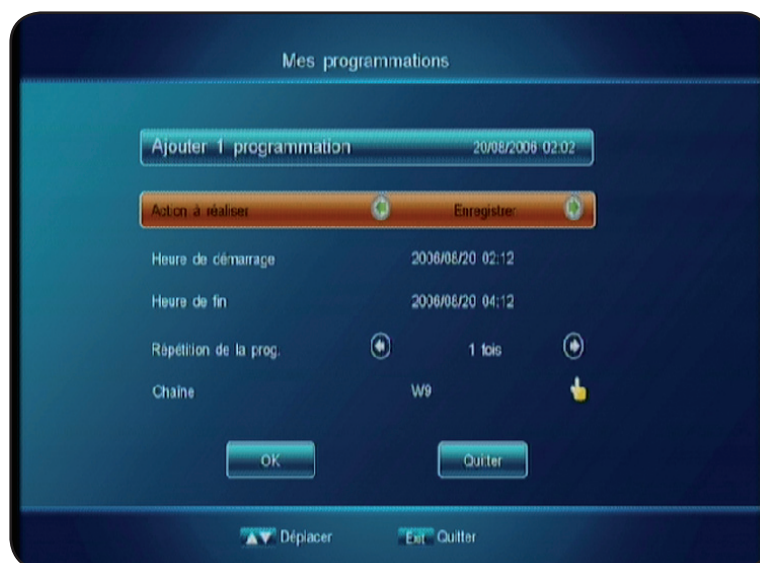 Mes programmations
Ajouter 1 programmation 20/08/2006 02:02
Action à réaliser Enregistrer
Heure de démarrage 2006/08/20 02:12
Heure de fin 2006/08/20 04:12
Répétition de la prog. 1 fois
Chaîne W9
OK Quitter
Déplacer Exit Quitter